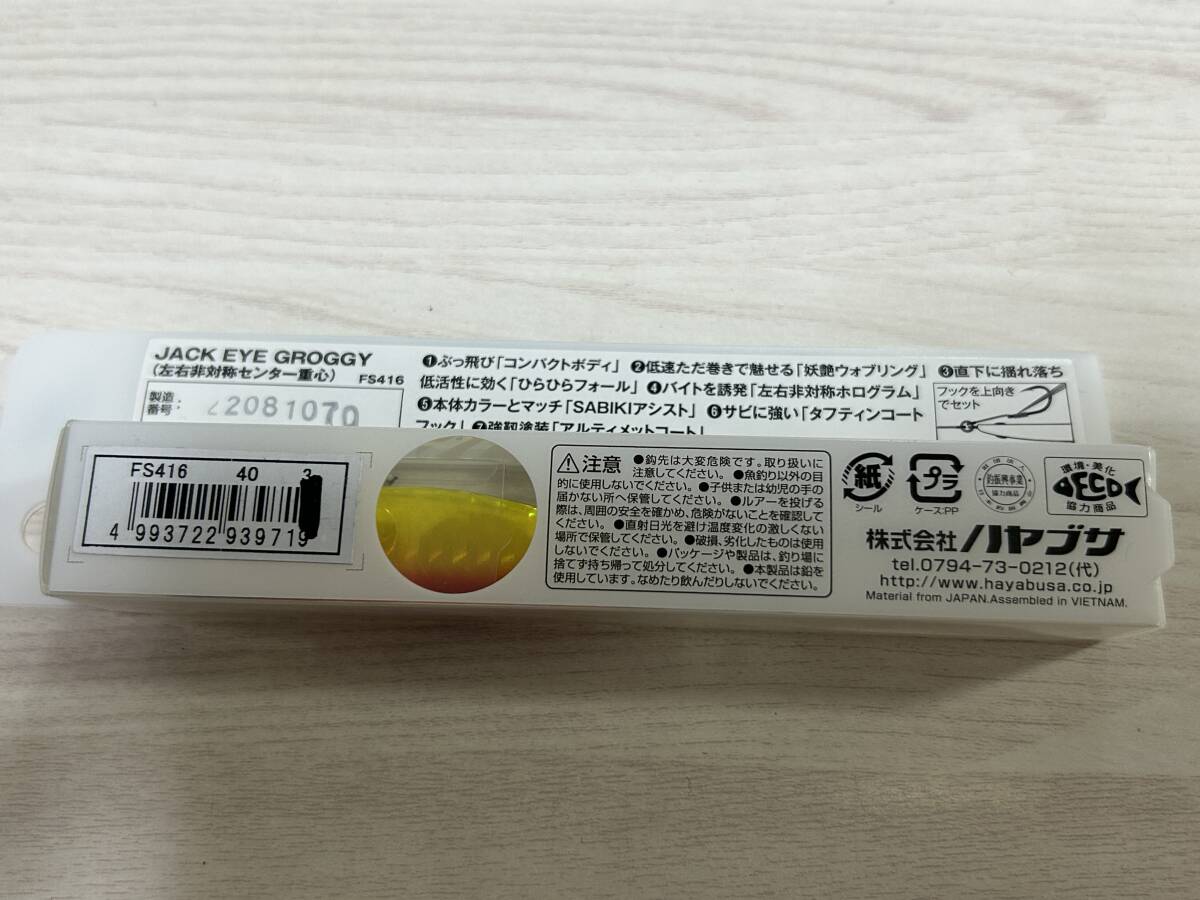 JACK EYE GROGGY
(左右非対称センター重心) FS416
製造
番号: 22081070
❶ぶっ飛び「コンパクトボディ」 ❷低速ただ巻きで魅せる「妖艶ウォブリング」 ❸直下に揺れ落ち
低活性に効く「ひらひらフォール」 ❹バイトを誘発「左右非対称ホログラム」
❺本体カラーとマッチ「SABIKIアシスト」 ❻サビに強い「タフティンコート
フック」 ❼強靭塗装「アルティメットコート」
フックを上向き
でセット
FS416 40 3
4 993722 939719
注意 ●鈎先は大変危険です。取り扱いに
注意してください。 ●魚釣り以外の目
的に使用しないでください。 ●子供または幼児の手の
届かない所へ保管してください。 ●ルアーを投げる
際は、周囲の安全を確かめ、危険がないことを確認して
ください。 ●直射日光を避け温度変化の激しくない
場所で保管してください。 ●破損、劣化したものは使用
しないでください。 ●パッケージや製品は、釣り場に
捨てず持ち帰って処分してください。 ●本製品は鉛を
使用しています。なめたり飲んだりしないでください。
紙
シール
プラ
ケース:PP
釣振興事業
協力商品
環境・美化
ECO
協力商品
株式会社ハヤブサ
tel.0794-73-0212(代)
http://www.hayabusa.co.jp
Material from JAPAN.Assembled in VIETNAM.